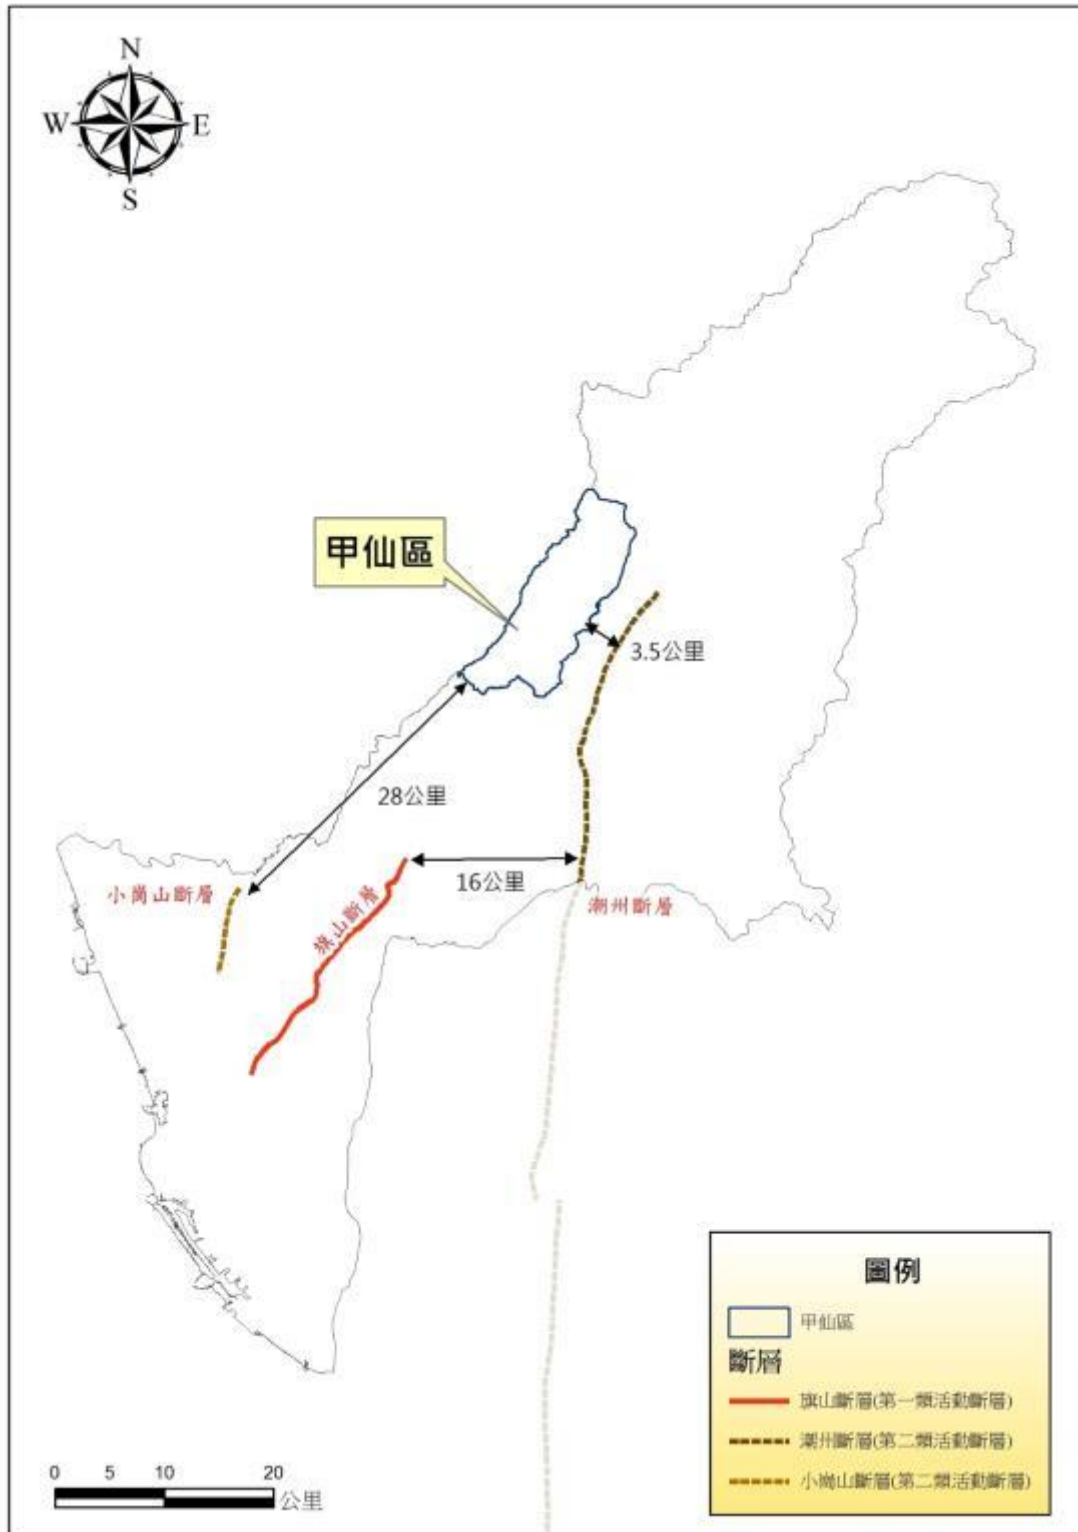 N
W
E
S
甲仙區
3.5公里
28公里
16公里
小崗山斷層
旗山斷層
潮州斷層
圖例
甲仙區
斷層
旗山斷層(第一類活動斷層)
潮州斷層(第二類活動斷層)
小崗山斷層(第二類活動斷層)
0 5 10 20
公里